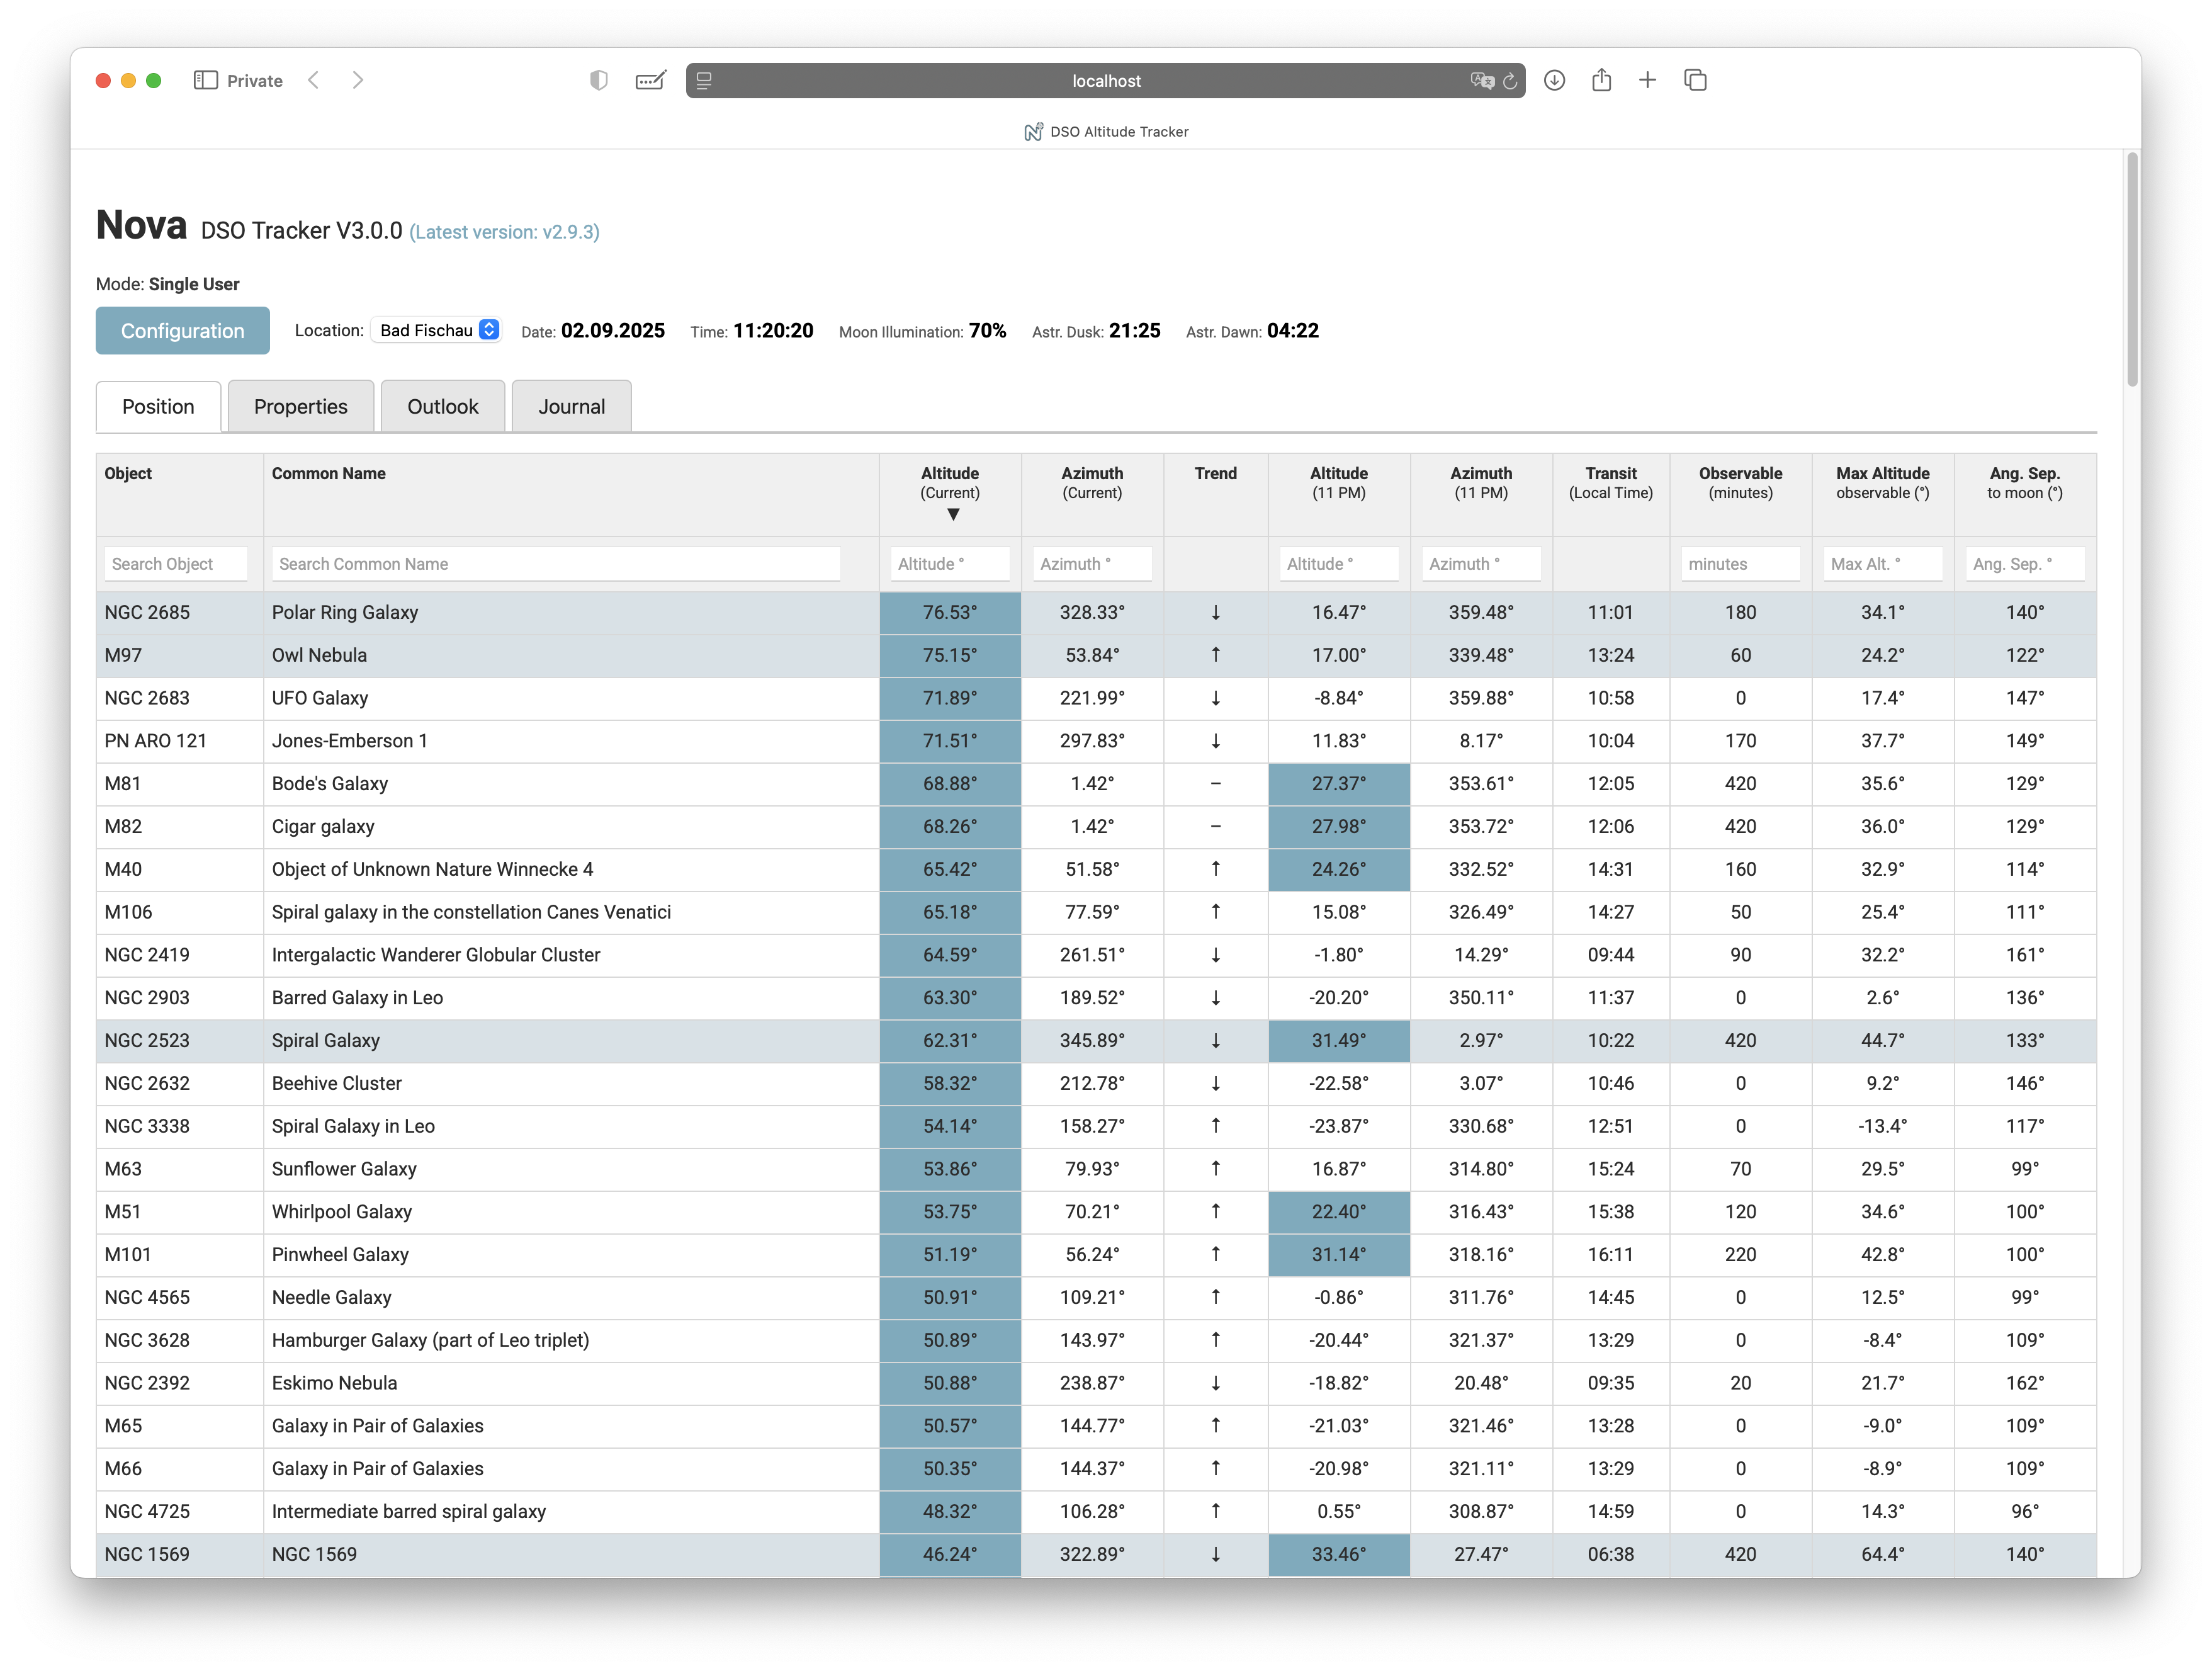 Private
localhost
DSO Altitude Tracker
Nova DSO Tracker V3.0.0 (Latest version: v2.9.3)
Mode: Single User
Configuration Location: Bad Fischau Date: 02.09.2025 Time: 11:20:20 Moon Illumination: 70% Astr. Dusk: 21:25 Astr. Dawn: 04:22
Position Properties Outlook Journal
Object Common Name Altitude Azimuth Trend Altitude Azimuth Transit Observable Max Altitude Ang. Sep.
(Current) (Current) (11 PM) (11 PM) (Local Time) (minutes) observable (°) to moon (°)
▼
Search Object Search Common Name Altitude ° Azimuth ° Altitude ° Azimuth ° minutes Max Alt. ° Ang. Sep. °
NGC 2685 Polar Ring Galaxy 76.53° 328.33° ↓ 16.47° 359.48° 11:01 180 34.1° 140°
M97 Owl Nebula 75.15° 53.84° ↑ 17.00° 339.48° 13:24 60 24.2° 122°
NGC 2683 UFO Galaxy 71.89° 221.99° ↓ -8.84° 359.88° 10:58 0 17.4° 147°
PN ARO 121 Jones-Emberson 1 71.51° 297.83° ↓ 11.83° 8.17° 10:04 170 37.7° 149°
M81 Bode's Galaxy 68.88° 1.42° – 27.37° 353.61° 12:05 420 35.6° 129°
M82 Cigar galaxy 68.26° 1.42° – 27.98° 353.72° 12:06 420 36.0° 129°
M40 Object of Unknown Nature Winnecke 4 65.42° 51.58° ↑ 24.26° 332.52° 14:31 160 32.9° 114°
M106 Spiral galaxy in the constellation Canes Venatici 65.18° 77.59° ↑ 15.08° 326.49° 14:27 50 25.4° 111°
NGC 2419 Intergalactic Wanderer Globular Cluster 64.59° 261.51° ↓ -1.80° 14.29° 09:44 90 32.2° 161°
NGC 2903 Barred Galaxy in Leo 63.30° 189.52° ↓ -20.20° 350.11° 11:37 0 2.6° 136°
NGC 2523 Spiral Galaxy 62.31° 345.89° ↓ 31.49° 2.97° 10:22 420 44.7° 133°
NGC 2632 Beehive Cluster 58.32° 212.78° ↓ -22.58° 3.07° 10:46 0 9.2° 146°
NGC 3338 Spiral Galaxy in Leo 54.14° 158.27° ↑ -23.87° 330.68° 12:51 0 -13.4° 117°
M63 Sunflower Galaxy 53.86° 79.93° ↑ 16.87° 314.80° 15:24 70 29.5° 99°
M51 Whirlpool Galaxy 53.75° 70.21° ↑ 22.40° 316.43° 15:38 120 34.6° 100°
M101 Pinwheel Galaxy 51.19° 56.24° ↑ 31.14° 318.16° 16:11 220 42.8° 100°
NGC 4565 Needle Galaxy 50.91° 109.21° ↑ -0.86° 311.76° 14:45 0 12.5° 99°
NGC 3628 Hamburger Galaxy (part of Leo triplet) 50.89° 143.97° ↑ -20.44° 321.37° 13:29 0 -8.4° 109°
NGC 2392 Eskimo Nebula 50.88° 238.87° ↓ -18.82° 20.48° 09:35 20 21.7° 162°
M65 Galaxy in Pair of Galaxies 50.57° 144.77° ↑ -21.03° 321.46° 13:28 0 -9.0° 109°
M66 Galaxy in Pair of Galaxies 50.35° 144.37° ↑ -20.98° 321.11° 13:29 0 -8.9° 109°
NGC 4725 Intermediate barred spiral galaxy 48.32° 106.28° ↑ 0.55° 308.87° 14:59 0 14.3° 96°
NGC 1569 NGC 1569 46.24° 322.89° ↓ 33.46° 27.47° 06:38 420 64.4° 140°